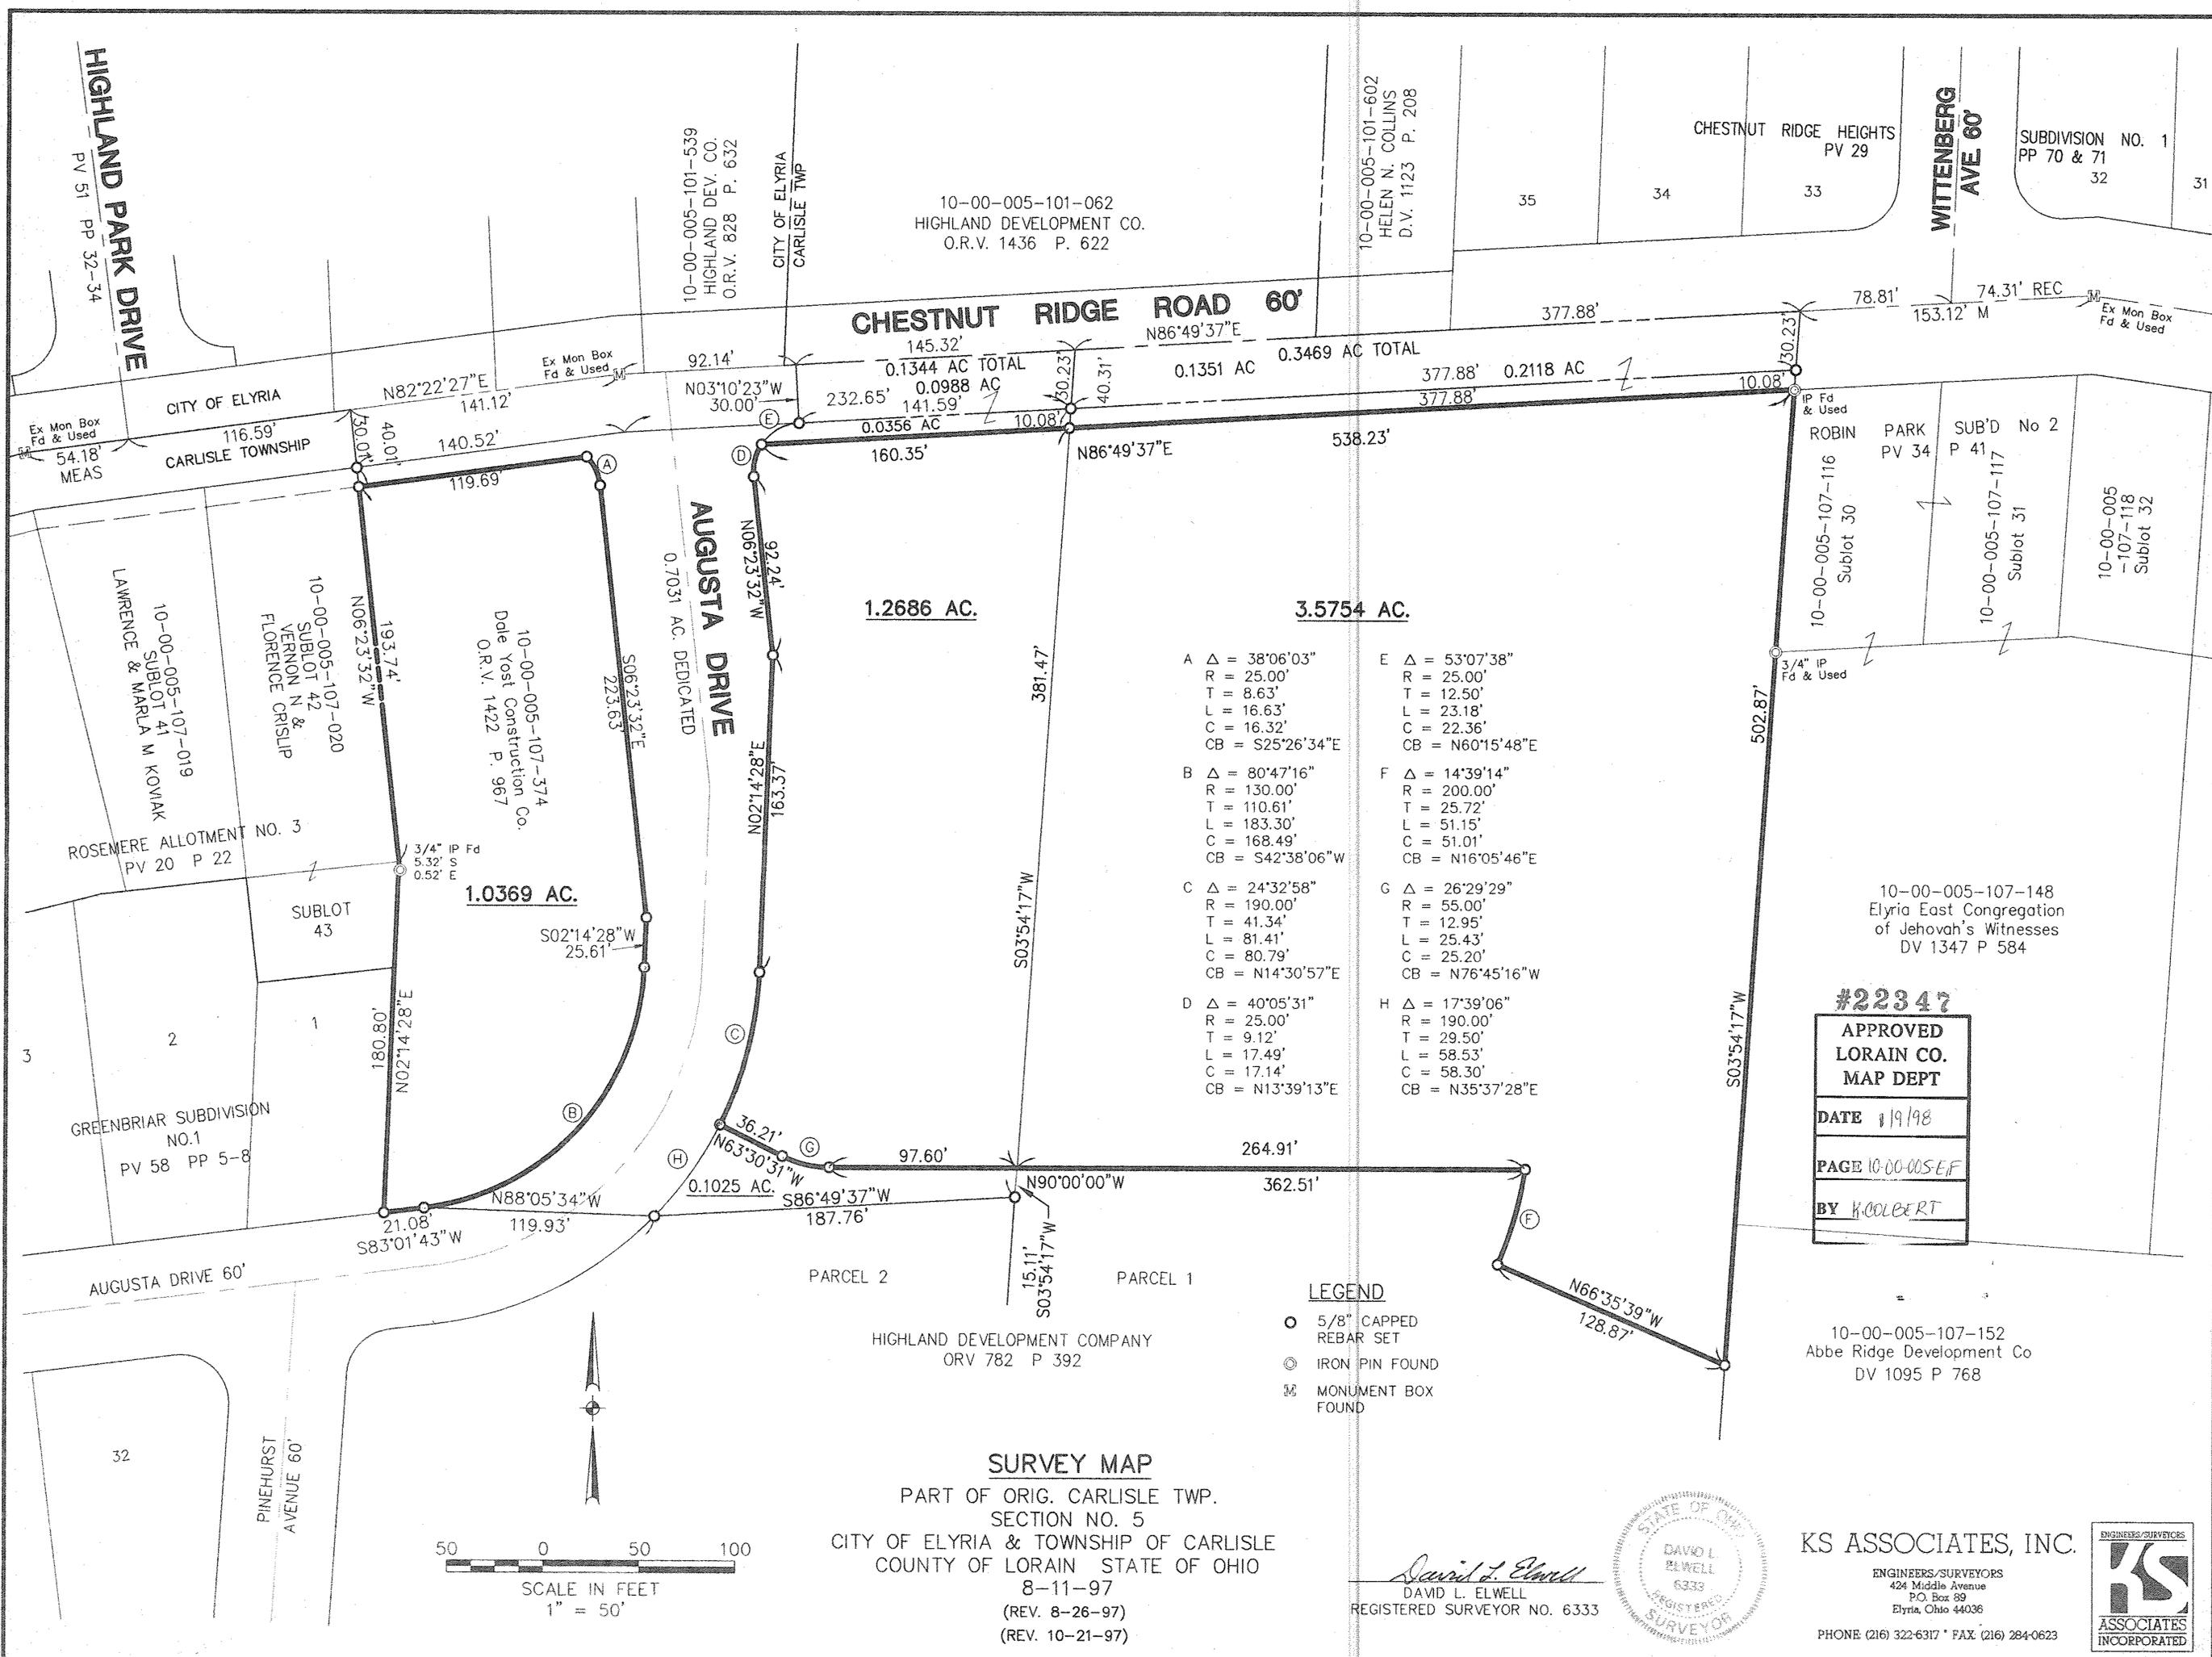 HIGHLAND PARK DRIVE
PV 51 PP 32-34
10-00-005-101-539
HIGHLAND DEV. CO.
O.R.V. 828 P. 632
CITY OF ELYRIA
CARLISLE TWP
10-00-005-101-062
HIGHLAND DEVELOPMENT CO.
O.R.V. 1436 P. 622
10-00-005-101-602
HELEN N. COLLINS
D.V. 1123 P. 208
35
34
33
CHESTNUT RIDGE HEIGHTS
PV 29
WITTENBERG
AVE 60'
SUBDIVISION NO. 1
PP 70 & 71
32
31
CHESTNUT RIDGE ROAD 60'
N86°49'37"E
377.88'
78.81'
74.31' REC
153.12' M
Ex Mon Box
Fd & Used
Ex Mon Box
Fd & Used
92.14'
145.32'
0.1344 AC TOTAL
0.0988 AC
0.1351 AC
0.3469 AC TOTAL
377.88'
0.2118 AC
30.23'
30.23'
40.31'
10.08'
10.08'
CITY OF ELYRIA
N82°22'27"E
141.12'
N03°10'23"W
30.00'
232.65'
141.59'
0.0356 AC
377.88'
IP Fd
& Used
Ex Mon Box
Fd & Used
54.18'
MEAS
116.59'
CARLISLE TOWNSHIP
30.01'
40.01'
140.52'
119.69'
A
D
E
160.35'
N86°49'37"E
538.23'
ROBIN PARK SUB'D No 2
PV 34 P 41
10-00-005-107-116
Sublot 30
10-00-005-107-117
Sublot 31
10-00-005
-107-118
Sublot 32
3/4" IP
Fd & Used
10-00-005-107-019
SUBLOT 41
LAWRENCE & MARLA M KOVIAK
10-00-005-107-020
SUBLOT 42
VERNON N &
FLORENCE CRISLIP
193.74'
N06°23'32"W
10-00-005-107-374
Dale Yost Construction Co.
O.R.V. 1422 P. 967
S06°23'32"E
223.63'
AUGUSTA DRIVE
0.7031 AC. DEDICATED
92.24'
N06°23'32"W
N02°14'28"E
163.37'
1.2686 AC.
3.5754 AC.
381.47'
S03°54'17"W
502.87'
S03°54'17"W
A Δ = 38°06'03"
R = 25.00'
T = 8.63'
L = 16.63'
C = 16.32'
CB = S25°26'34"E
B Δ = 80°47'16"
R = 130.00'
T = 110.61'
L = 183.30'
C = 168.49'
CB = S42°38'06"W
C Δ = 24°32'58"
R = 190.00'
T = 41.34'
L = 81.41'
C = 80.79'
CB = N14°30'57"E
D Δ = 40°05'31"
R = 25.00'
T = 9.12'
L = 17.49'
C = 17.14'
CB = N13°39'13"E
E Δ = 53°07'38"
R = 25.00'
T = 12.50'
L = 23.18'
C = 22.36'
CB = N60°15'48"E
F Δ = 14°39'14"
R = 200.00'
T = 25.72'
L = 51.15'
C = 51.01'
CB = N16°05'46"E
G Δ = 26°29'29"
R = 55.00'
T = 12.95'
L = 25.43'
C = 25.20'
CB = N76°45'16"W
H Δ = 17°39'06"
R = 190.00'
T = 29.50'
L = 58.53'
C = 58.30'
CB = N35°37'28"E
ROSEMERE ALLOTMENT NO. 3
PV 20 P 22
3/4" IP Fd
5.32' S
0.52' E
1.0369 AC.
SUBLOT
43
S02°14'28"W
25.61'
3
2
1
180.80'
N02°14'28"E
GREENBRIAR SUBDIVISION
NO.1
PV 58 PP 5-8
B
C
H
G
F
36.21'
N63°30'31"W
97.60'
264.91'
N90°00'00"W
362.51'
0.1025 AC.
S86°49'37"W
187.76'
N88°05'34"W
119.93'
21.08'
S83°01'43"W
AUGUSTA DRIVE 60'
15.11'
S03°54'17"W
PARCEL 2
PARCEL 1
N66°35'39"W
128.87'
10-00-005-107-148
Elyria East Congregation
of Jehovah's Witnesses
DV 1347 P 584
#22347
APPROVED
LORAIN CO.
MAP DEPT
DATE 1/9/98
PAGE 10-00-005 E,F
BY K.COLBERT
10-00-005-107-152
Abbe Ridge Development Co
DV 1095 P 768
HIGHLAND DEVELOPMENT COMPANY
ORV 782 P 392
LEGEND
5/8" CAPPED
REBAR SET
IRON PIN FOUND
M MONUMENT BOX
FOUND
32
PINEHURST
AVENUE 60'
50 0 50 100
SCALE IN FEET
1" = 50'
SURVEY MAP
PART OF ORIG. CARLISLE TWP.
SECTION NO. 5
CITY OF ELYRIA & TOWNSHIP OF CARLISLE
COUNTY OF LORAIN STATE OF OHIO
8-11-97
(REV. 8-26-97)
(REV. 10-21-97)
David L. Elwell
DAVID L. ELWELL
REGISTERED SURVEYOR NO. 6333
STATE OF OHIO
DAVID L
ELWELL
6333
REGISTERED
SURVEYOR
KS ASSOCIATES, INC.
ENGINEERS/SURVEYORS
424 Middle Avenue
P.O. Box 89
Elyria, Ohio 44036
PHONE (216) 322-6317 * FAX: (216) 284-0623
ENGINEERS/SURVEYORS
KS
ASSOCIATES
INCORPORATED